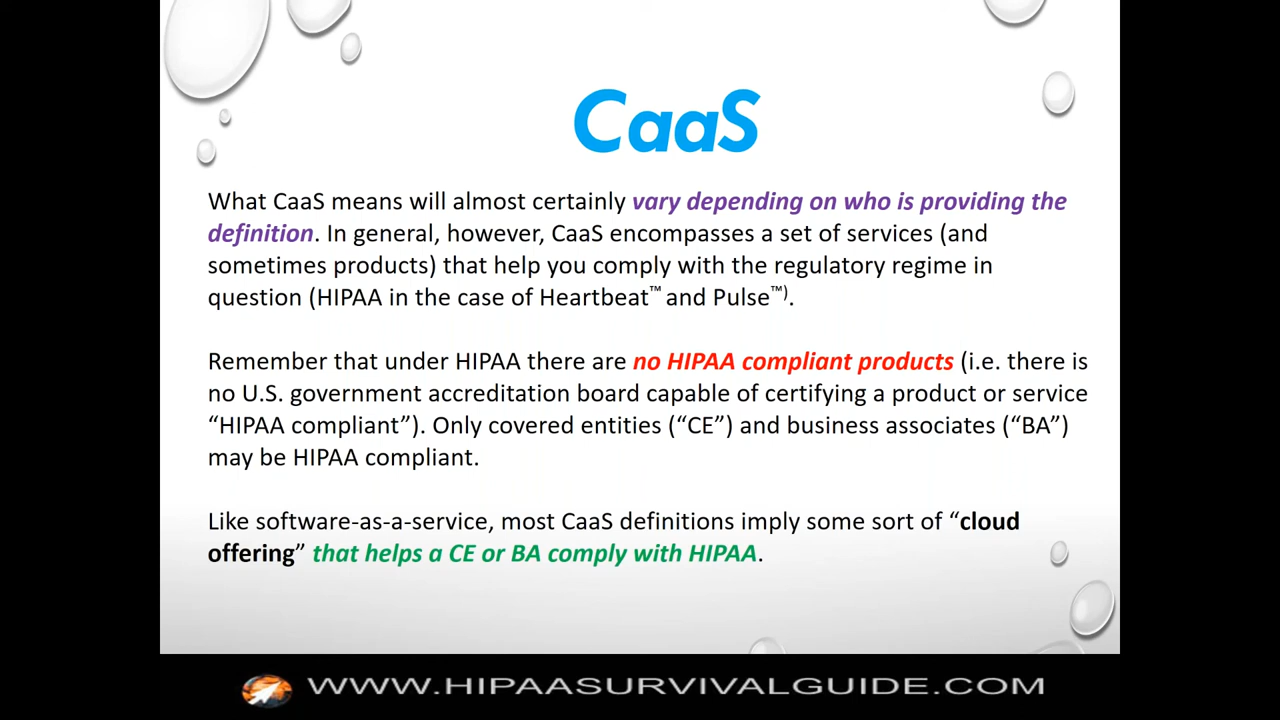 CaaS
What CaaS means will almost certainly vary depending on who is providing the
definition. In general, however, CaaS encompasses a set of services (and
sometimes products) that help you comply with the regulatory regime in
question (HIPAA in the case of Heartbeat™ and Pulse™).
Remember that under HIPAA there are no HIPAA compliant products (i.e. there is
no U.S. government accreditation board capable of certifying a product or service
“HIPAA compliant”). Only covered entities (“CE”) and business associates (“BA”)
may be HIPAA compliant.
Like software-as-a-service, most CaaS definitions imply some sort of “cloud
offering” that helps a CE or BA comply with HIPAA.
WWW.HIPAASURVIVALGUIDE.COM